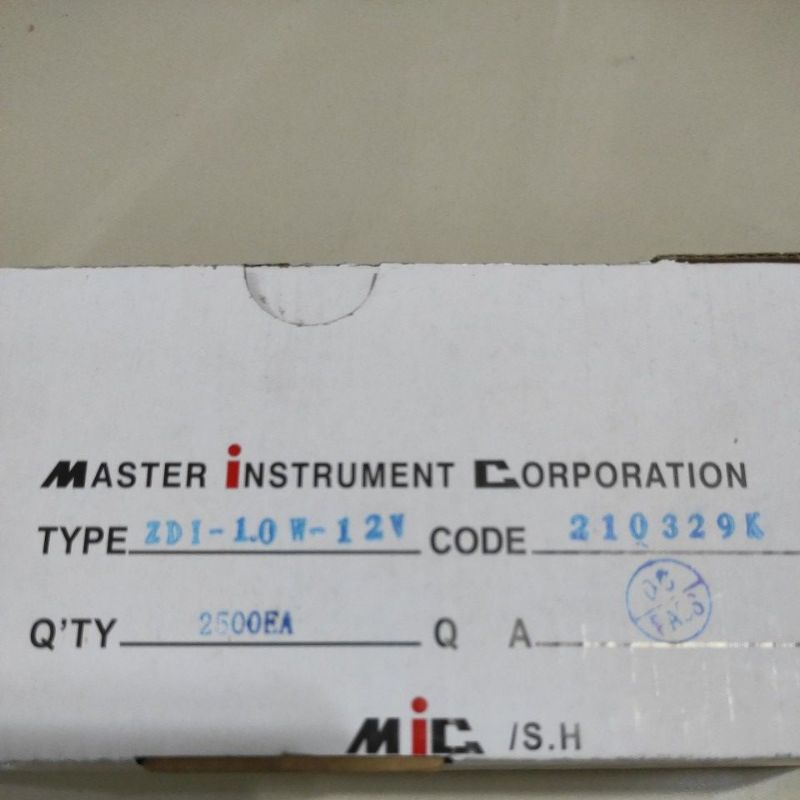 MASTER iNSTRUMENT CORPORATION
TYPE ZDI-1.0W-12V CODE 210329K
Q'TY 2500EA Q A
MiC /S.H